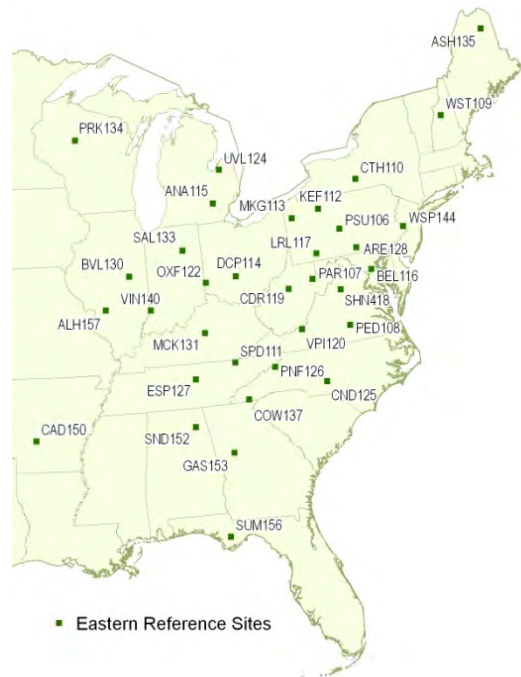 ASH135
WST109
PRK134
UVL124
CTH110
ANA115
MKG113
KEF112
WSP144
PSU106
SAL133
LRL117
ARE128
BVL130
OXF122
DCP114
PAR107
BEL116
CDR119
SHN418
VIN140
ALH157
PED108
MCK131
VPI120
SPD111
PNF126
ESP127
CND125
COW137
CAD150
SND152
GAS153
SUM156
Eastern Reference Sites